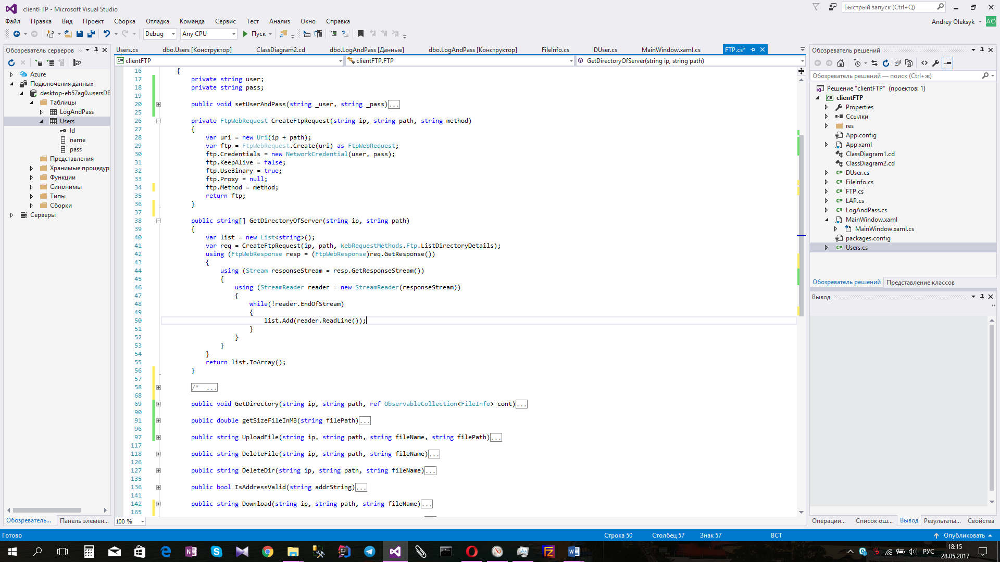 clientFTP - Microsoft Visual Studio
Быстрый запуск (Ctrl+Q)
Файл Правка Вид Проект Сборка Отладка Команда Сервис Тест Анализ Окно Справка
Andrey Oleksyk AO
Debug Any CPU Пуск
Обозреватель серверов
Azure
Подключения данных
desktop-eb57ag0.usersDE
Таблицы
LogAndPass
Users
Id
name
pass
Представления
Хранимые процедур
Функции
Синонимы
Типы
Сборки
Серверы
Обозреватель... Панель элемен...
Users.cs dbo.Users [Конструктор] ClassDiagram2.cd dbo.LogAndPass [Данные] dbo.LogAndPass [Конструктор] FileInfo.cs DUser.cs MainWindow.xaml.cs FTP.cs*
clientFTP clientFTP.FTP GetDirectoryOfServer(string ip, string path)
16 {
17 private string user;
18 private string pass;
19
20 public void setUserAndPass(string _user, string _pass)...
25
26 private FtpWebRequest CreateFtpRequest(string ip, string path, string method)
27 {
28 var uri = new Uri(ip + path);
29 var ftp = FtpWebRequest.Create(uri) as FtpWebRequest;
30 ftp.Credentials = new NetworkCredential(user, pass);
31 ftp.KeepAlive = false;
32 ftp.UseBinary = true;
33 ftp.Proxy = null;
34 ftp.Method = method;
35 return ftp;
36 }
37
38 public string[] GetDirectoryOfServer(string ip, string path)
39 {
40 var list = new List<string>();
41 var req = CreateFtpRequest(ip, path, WebRequestMethods.Ftp.ListDirectoryDetails);
42 using (FtpWebResponse resp = (FtpWebResponse)req.GetResponse())
43 {
44 using (Stream responseStream = resp.GetResponseStream())
45 {
46 using (StreamReader reader = new StreamReader(responseStream))
47 {
48 while(!reader.EndOfStream)
49 {
50 list.Add(reader.ReadLine());
51 }
52 }
53 }
54 }
55 return list.ToArray();
56 }
57
58 /* ...
68
69 public void GetDirectory(string ip, string path, ref ObservableCollection<FileInfo> cont)...
90
91 public double getSizeFileInMB(string filePath)...
96
97 public string UploadFile(string ip, string path, string fileName, string filePath)...
117
118 public string DeleteFile(string ip, string path, string fileName)...
126
127 public string DeleteDir(string ip, string path, string fileName)...
135
136 public bool IsAddressValid(string addrString)...
141
142 public string Download(string ip, string path, string fileName)...
165
100 %
Обозреватель решений
Обозреватель решений — поиск (Ctrl+ж)
Решение "clientFTP" (проектов: 1)
clientFTP
Properties
Ссылки
res
App.config
App.xaml
ClassDiagram1.cd
ClassDiagram2.cd
DUser.cs
FileInfo.cs
FTP.cs
LAP.cs
LogAndPass.cs
MainWindow.xaml
MainWindow.xaml.cs
packages.config
Users.cs
Обозреватель решений Представление классов
Вывод
Операции... Список ош... Вывод Результаты... Свойства
Готово Строка 50 Столбец 57 Знак 57 ВСТ Опубликовать
РУС
18:15
28.05.2017